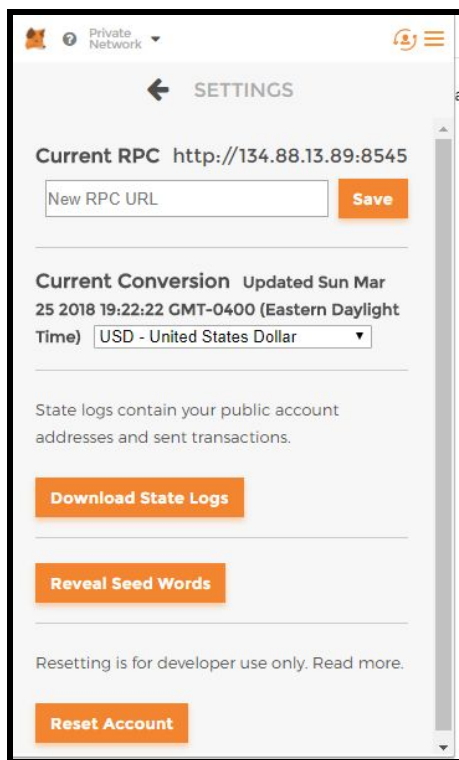 Private
Network
SETTINGS
Current RPC http://134.88.13.89:8545
New RPC URL
Save
Current Conversion Updated Sun Mar
25 2018 19:22:22 GMT-0400 (Eastern Daylight
Time) USD - United States Dollar
State logs contain your public account
addresses and sent transactions.
Download State Logs
Reveal Seed Words
Resetting is for developer use only. Read more.
Reset Account